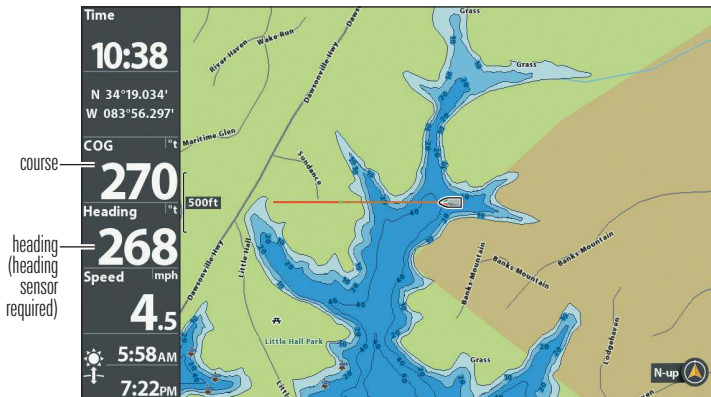 Time
10:38
N 34°19.034'
W 083°56.297'
COG °t
course
270
Heading °t
268
heading
(heading
sensor
required)
Speed mph
4.5
5:58AM
7:22PM
500ft
River Haven
Wake Run
Maritime Glen
Dawsonville-Hwy
Dawsonville-Hwy
Dawsonville-Hwy
Sundance
Little-Hall
Little Hall Park
Grass
Grass
Grass
Banks-Mountain
Banks-Mountain
Banks-Mountain
Lodgehaven
N-up